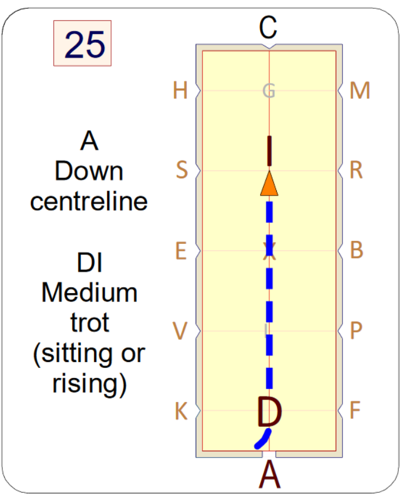 25
A
Down
centreline
DI
Medium
trot
(sitting or
rising)
C
H G M
I
S R
E X B
V L P
K D F
A